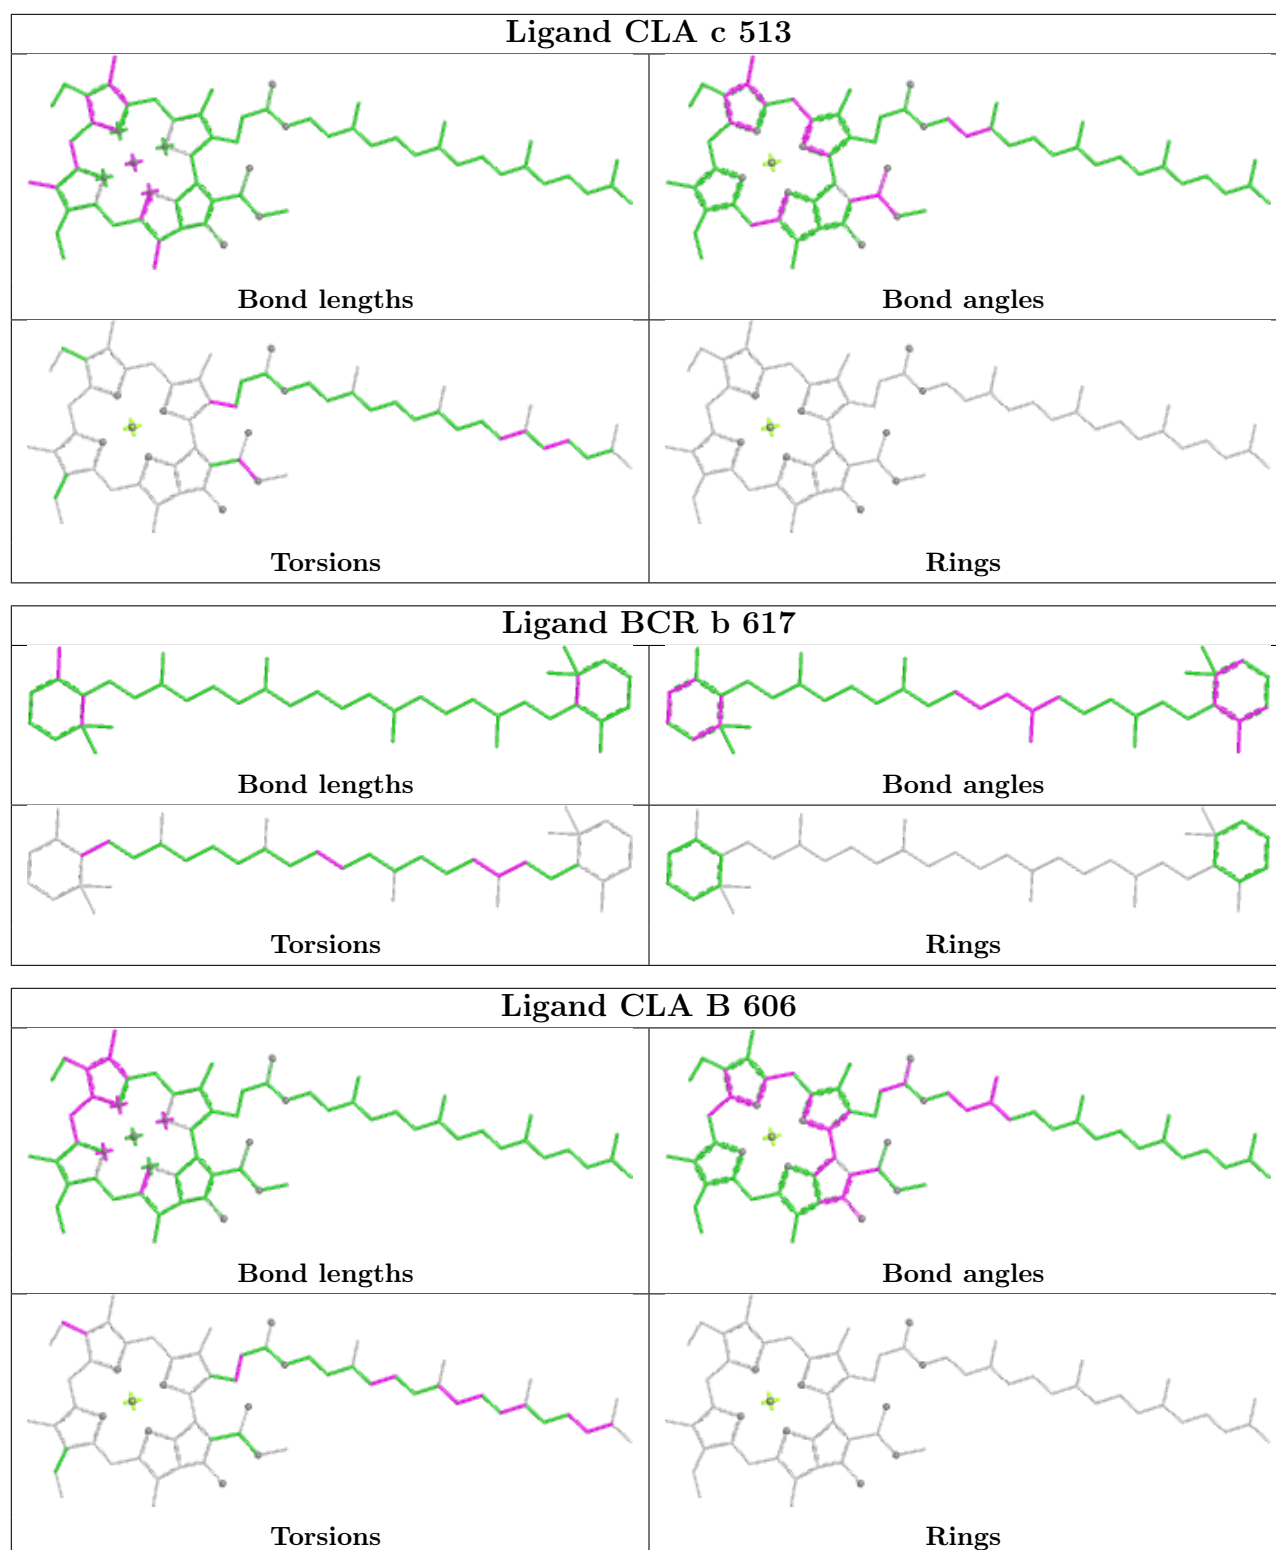 Ligand CLA c 513
Bond lengths
Bond angles
Torsions
Rings
Ligand BCR b 617
Bond lengths
Bond angles
Torsions
Rings
Ligand CLA B 606
Bond lengths
Bond angles
Torsions
Rings